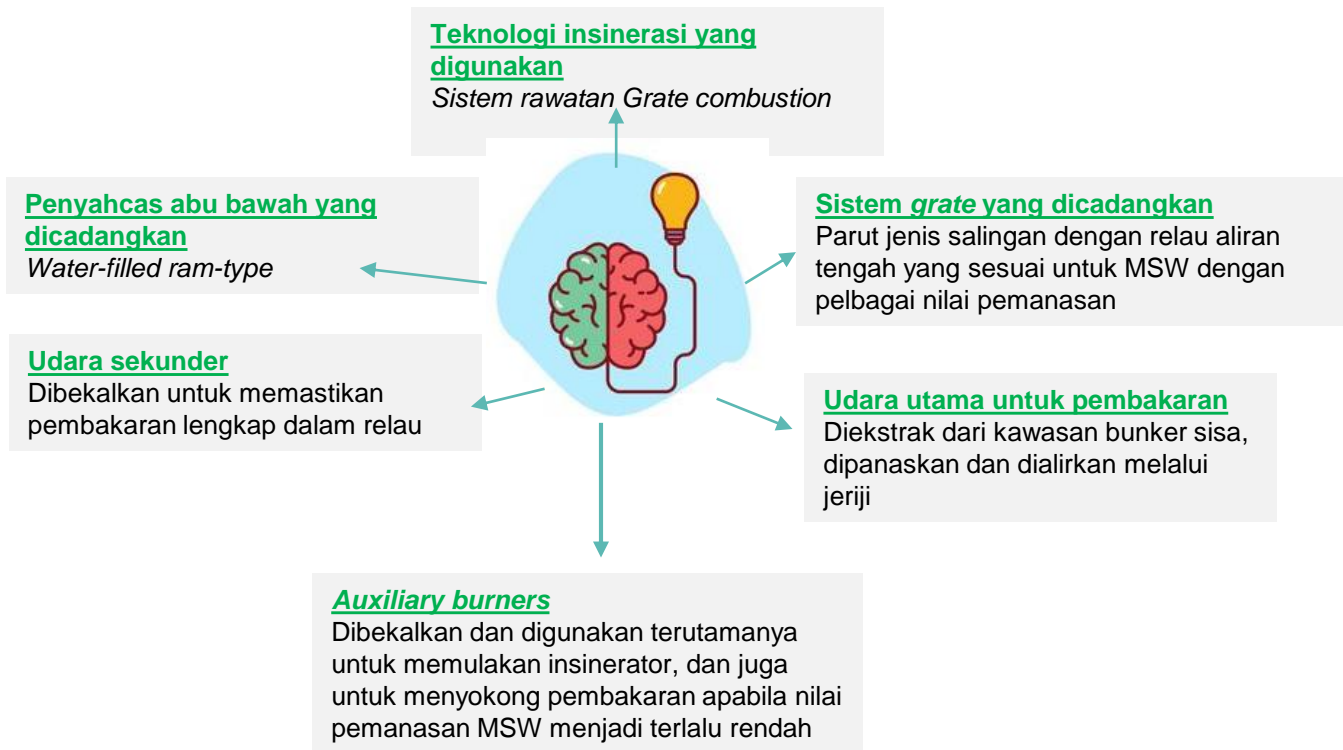 Teknologi insinerasi yang
digunakan
Sistem rawatan Grate combustion
Penyahcas abu bawah yang
dicadangkan
Water-filled ram-type
Sistem grate yang dicadangkan
Parut jenis salingan dengan relau aliran
tengah yang sesuai untuk MSW dengan
pelbagai nilai pemanasan
Udara sekunder
Dibekalkan untuk memastikan
pembakaran lengkap dalam relau
Udara utama untuk pembakaran
Diekstrak dari kawasan bunker sisa,
dipanaskan dan dialirkan melalui
jeriji
Auxiliary burners
Dibekalkan dan digunakan terutamanya
untuk memulakan insinerator, dan juga
untuk menyokong pembakaran apabila nilai
pemanasan MSW menjadi terlalu rendah